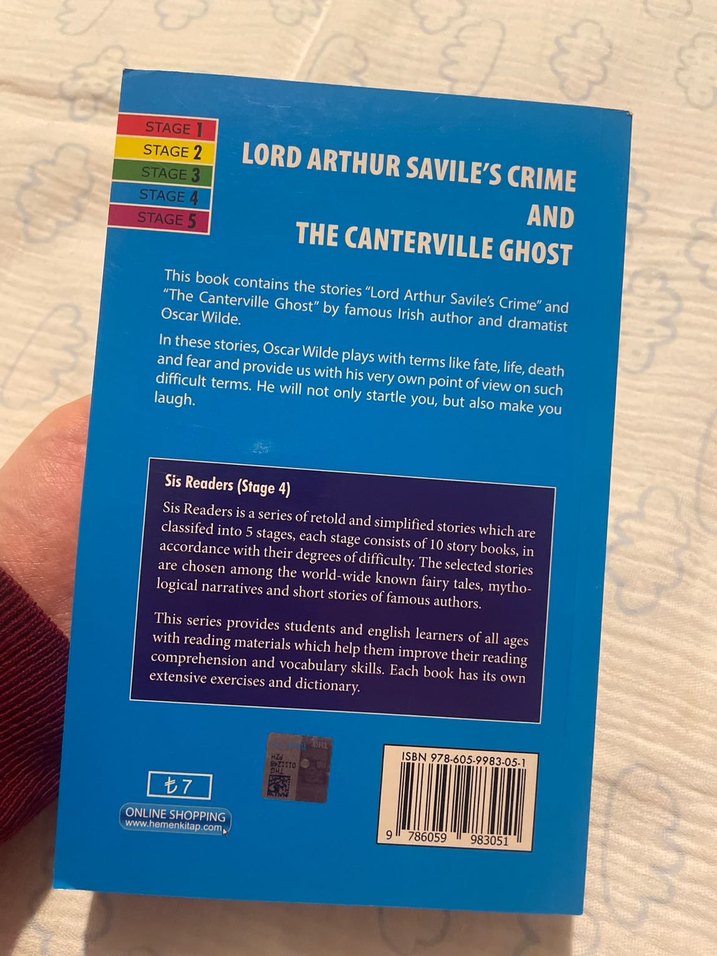 STAGE 1
STAGE 2
STAGE 3
STAGE 4
STAGE 5
LORD ARTHUR SAVILE'S CRIME
AND
THE CANTERVILLE GHOST
This book contains the stories "Lord Arthur Savile's Crime" and
"The Canterville Ghost" by famous Irish author and dramatist
Oscar Wilde.
In these stories, Oscar Wilde plays with terms like fate, life, death
and fear and provide us with his very own point of view on such
difficult terms. He will not only startle you, but also make you
laugh.
Sis Readers (Stage 4)
Sis Readers is a series of retold and simplified stories which are
classifed into 5 stages, each stage consists of 10 story books, in
accordance with their degrees of difficulty. The selected stories
are chosen among the world-wide known fairy tales, mytho-
logical narratives and short stories of famous authors.
This series provides students and english learners of all ages
with reading materials which help them improve their reading
comprehension and vocabulary skills. Each book has its own
extensive exercises and dictionary.
₺7
ONLINE SHOPPING
www.hemenkitap.com
ISBN 978-605-9983-05-1
9 786059 983051